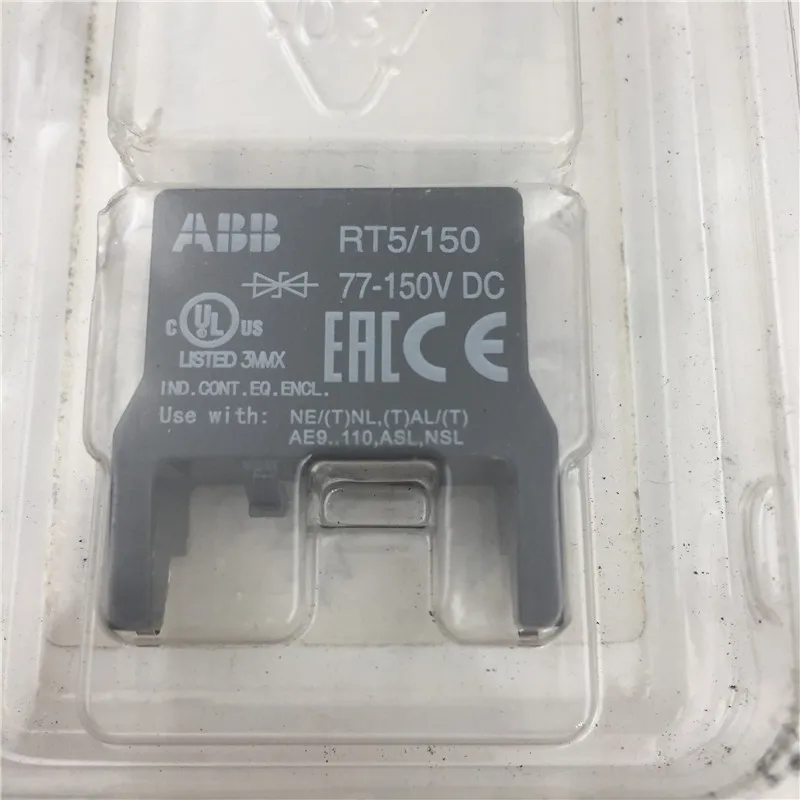 ABB RT5/150
77-150V DC
c UL US EAC CE
LISTED 3MMX
IND.CONT.EQ.ENCL.
Use with: NE/(T)NL,(T)AL/(T)
AE9..110,ASL,NSL